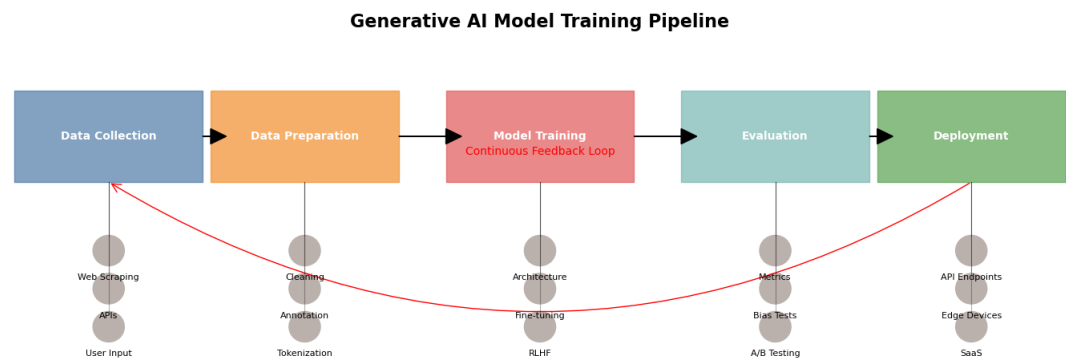 Generative AI Model Training Pipeline
Data Collection
Data Preparation
Model Training
Continuous Feedback Loop
Evaluation
Deployment
Web Scraping
APIs
User Input
Cleaning
Annotation
Tokenization
Architecture
Fine-tuning
RLHF
Metrics
Bias Tests
A/B Testing
API Endpoints
Edge Devices
SaaS